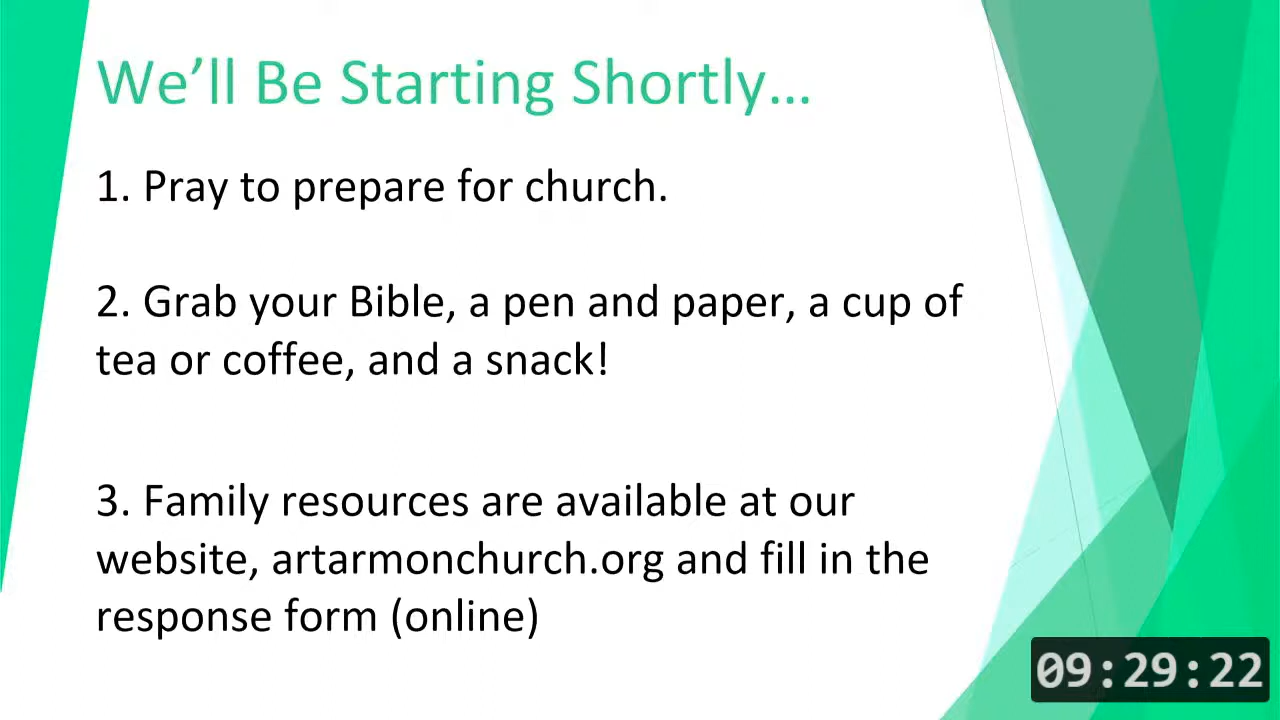 We’ll Be Starting Shortly…
1. Pray to prepare for church.
2. Grab your Bible, a pen and paper, a cup of
tea or coffee, and a snack!
3. Family resources are available at our
website, artarmonchurch.org and fill in the
response form (online)
09:29:22